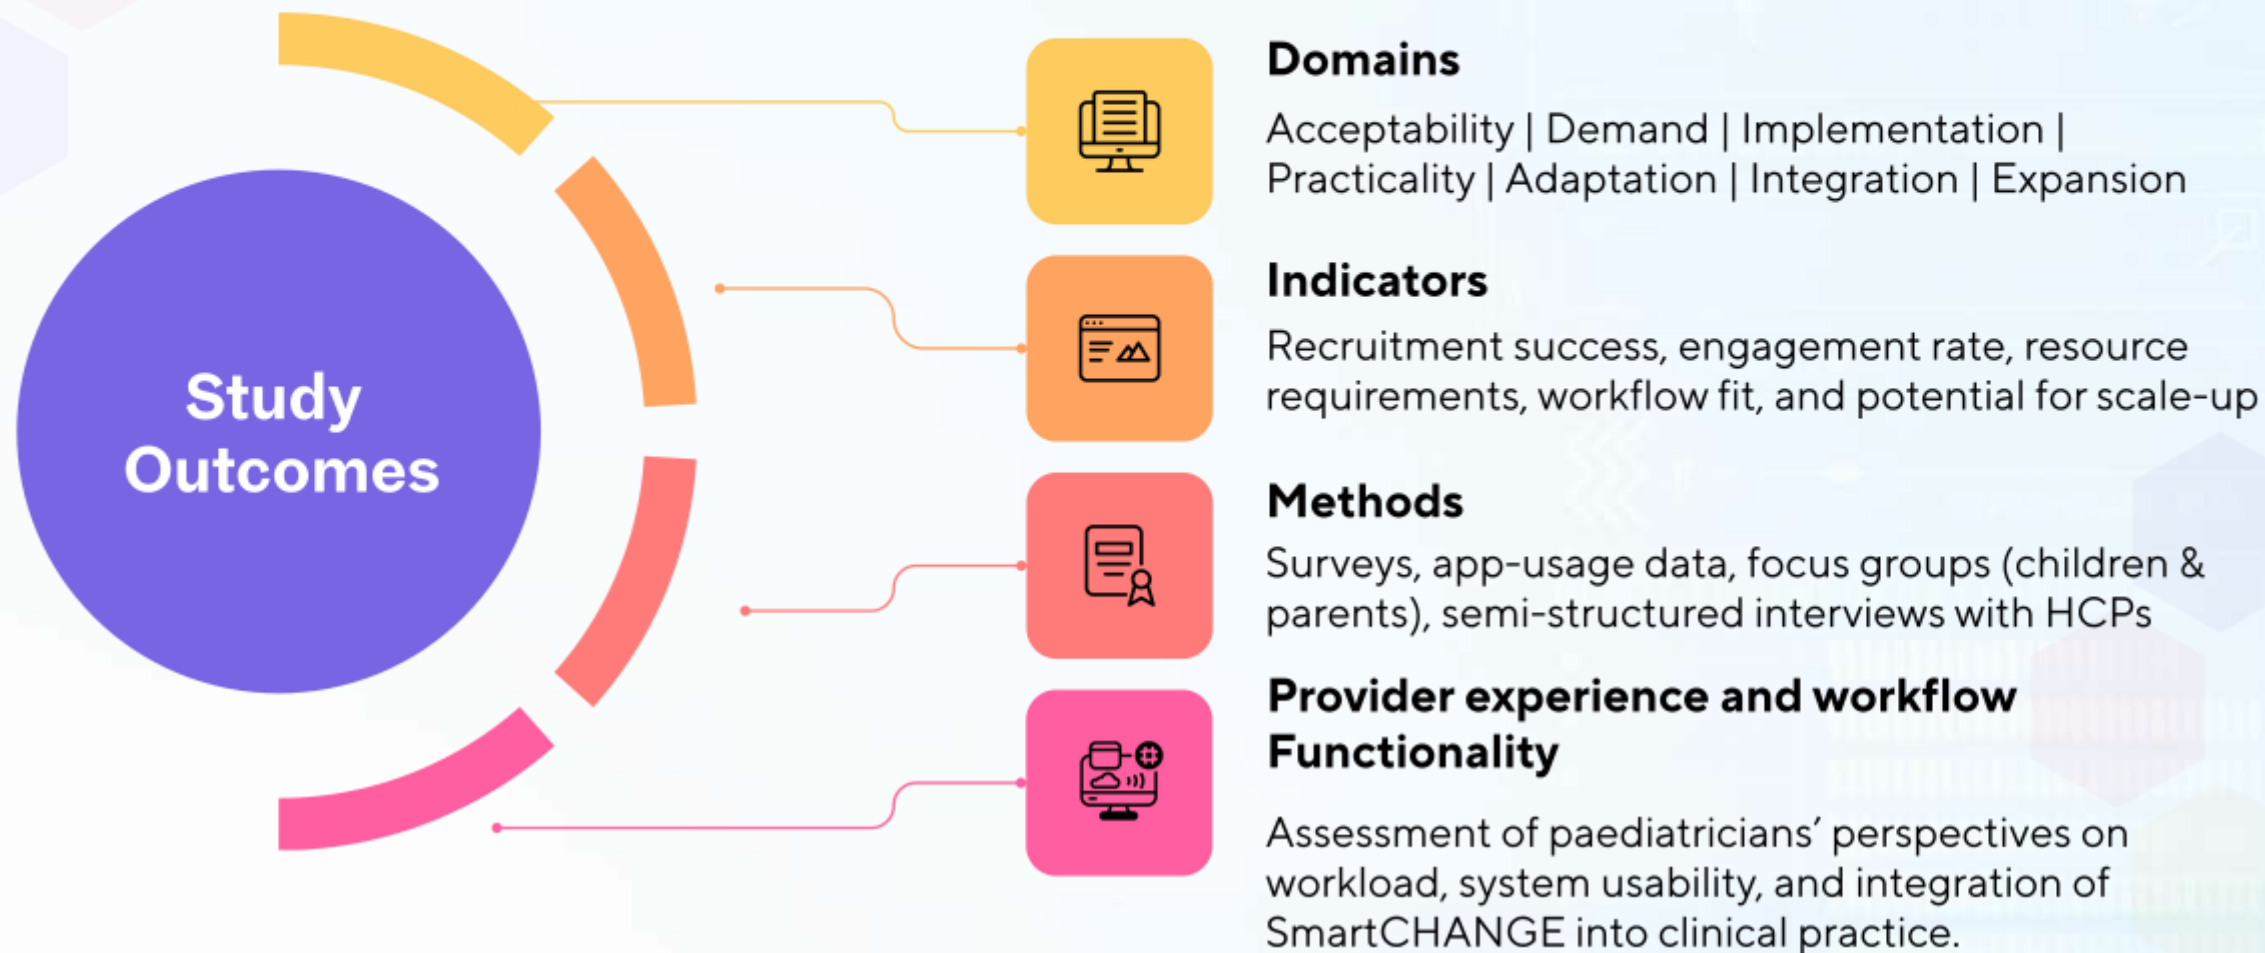 Study
Outcomes
Domains
Acceptability | Demand | Implementation |
Practicality | Adaptation | Integration | Expansion
Indicators
Recruitment success, engagement rate, resource
requirements, workflow fit, and potential for scale-up
Methods
Surveys, app-usage data, focus groups (children &
parents), semi-structured interviews with HCPs
Provider experience and workflow
Functionality
Assessment of paediatricians’ perspectives on
workload, system usability, and integration of
SmartCHANGE into clinical practice.